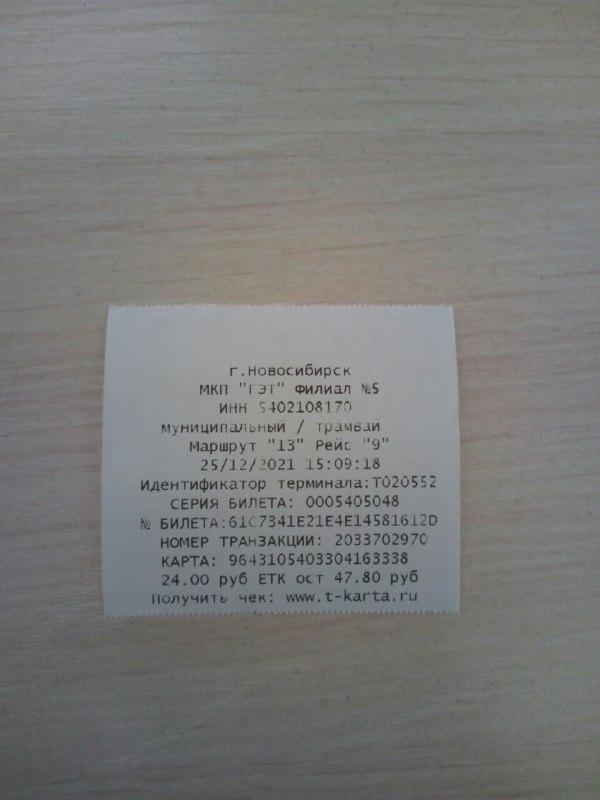 г.Новосибирск
МКП "ГЭТ" Филиал №5
ИНН 5402108170
муниципальный / трамвай
Маршрут "13" Рейс "9"
25/12/2021 15:09:18
Идентификатор терминала:T020552
СЕРИЯ БИЛЕТА: 0005405048
№ БИЛЕТА:61C7341E21E4E14581612D
НОМЕР ТРАНЗАКЦИИ: 2033702970
КАРТА: 9643105403304163338
24.00 руб ЕТК ост 47.80 руб
Получить чек: www.t-karta.ru